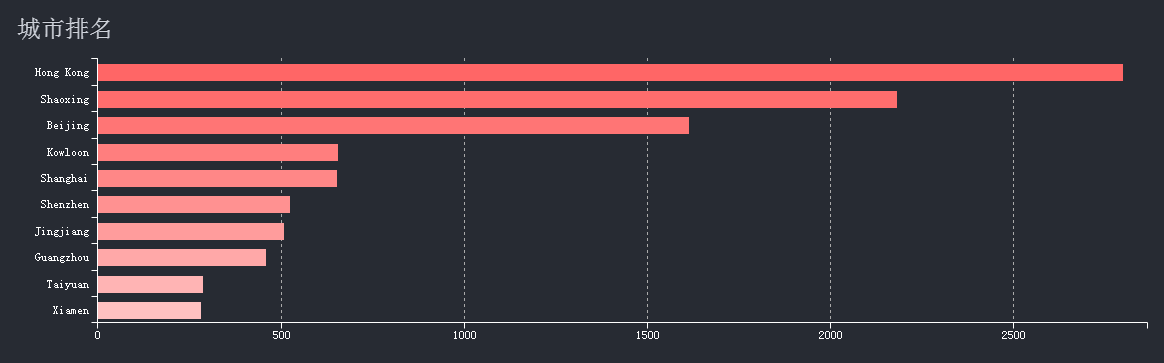 城市排名
Hong Kong
Shaoxing
Beijing
Kowloon
Shanghai
Shenzhen
Jingjiang
Guangzhou
Taiyuan
Xiamen
0 500 1000 1500 2000 2500